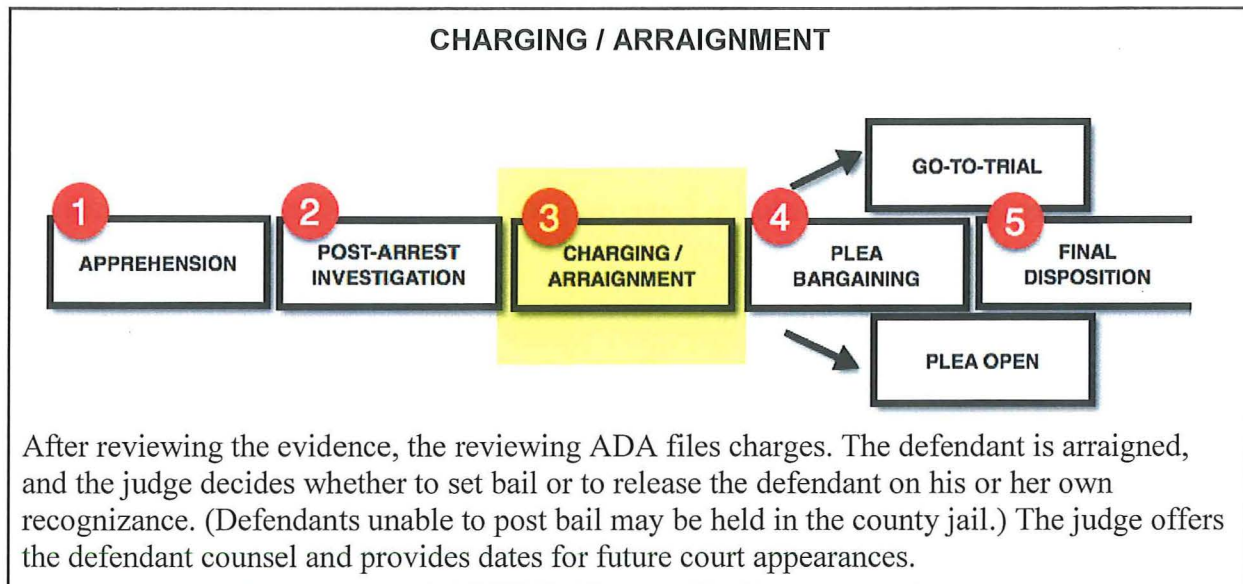 CHARGING / ARRAIGNMENT
GO-TO-TRIAL
1
APPREHENSION
2
POST-ARREST
INVESTIGATION
3
CHARGING /
ARRAIGNMENT
4
PLEA
BARGAINING
5
FINAL
DISPOSITION
PLEA OPEN
After reviewing the evidence, the reviewing ADA files charges. The defendant is arraigned,
and the judge decides whether to set bail or to release the defendant on his or her own
recognizance. (Defendants unable to post bail may be held in the county jail.) The judge offers
the defendant counsel and provides dates for future court appearances.